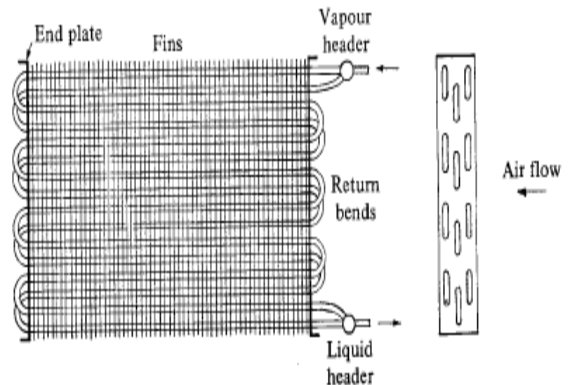 End plate
Fins
Vapour
header
Return
bends
Air flow
Liquid
header